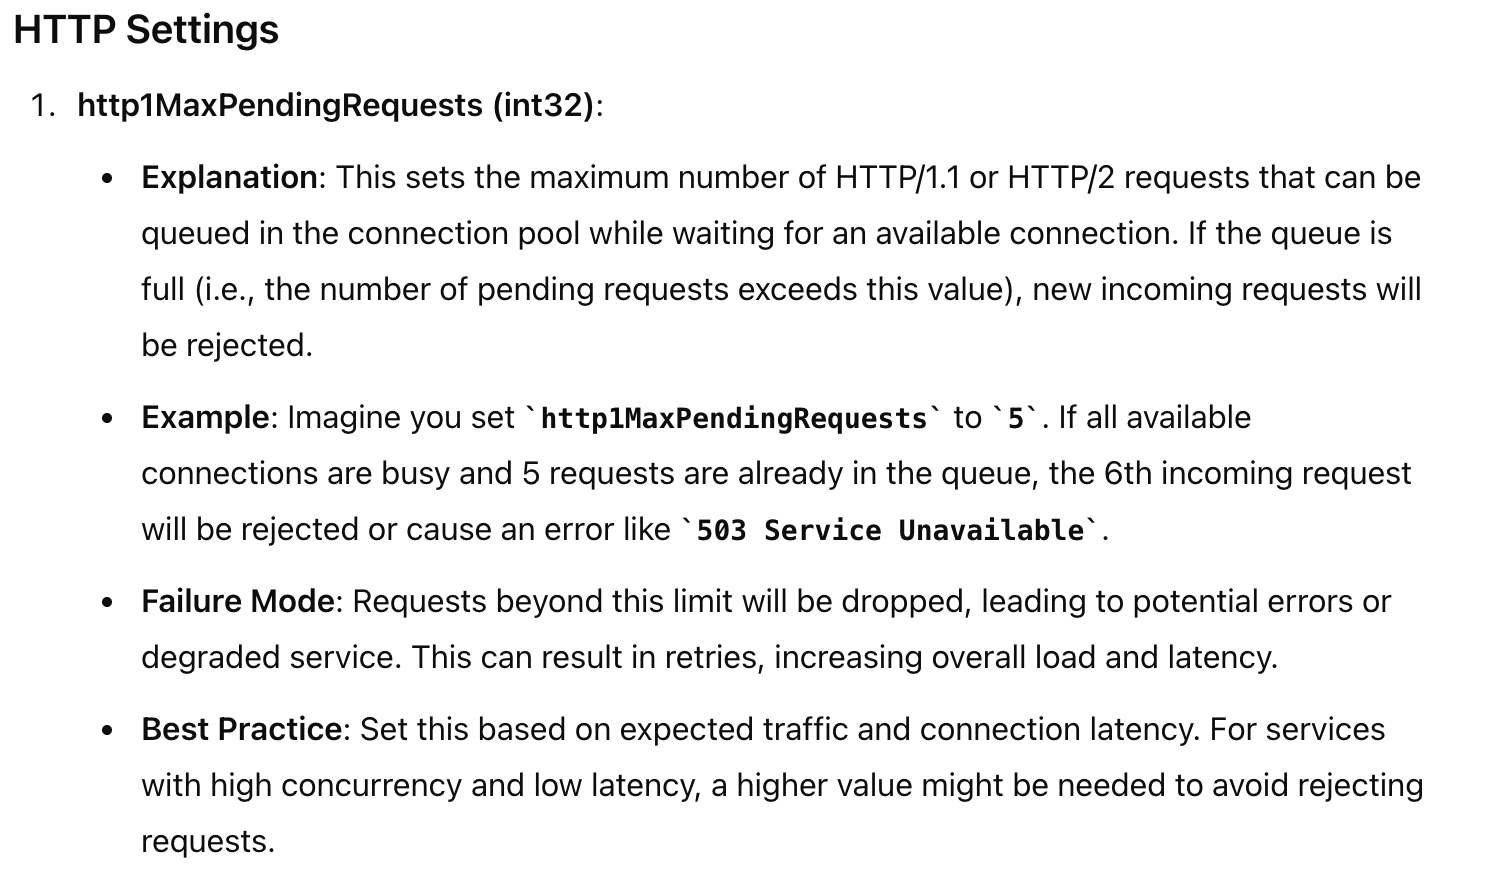 HTTP Settings
1. http1MaxPendingRequests (int32):
• Explanation: This sets the maximum number of HTTP/1.1 or HTTP/2 requests that can be
queued in the connection pool while waiting for an available connection. If the queue is
full (i.e., the number of pending requests exceeds this value), new incoming requests will
be rejected.
• Example: Imagine you set `http1MaxPendingRequests` to `5`. If all available
connections are busy and 5 requests are already in the queue, the 6th incoming request
will be rejected or cause an error like `503 Service Unavailable`.
• Failure Mode: Requests beyond this limit will be dropped, leading to potential errors or
degraded service. This can result in retries, increasing overall load and latency.
• Best Practice: Set this based on expected traffic and connection latency. For services
with high concurrency and low latency, a higher value might be needed to avoid rejecting
requests.